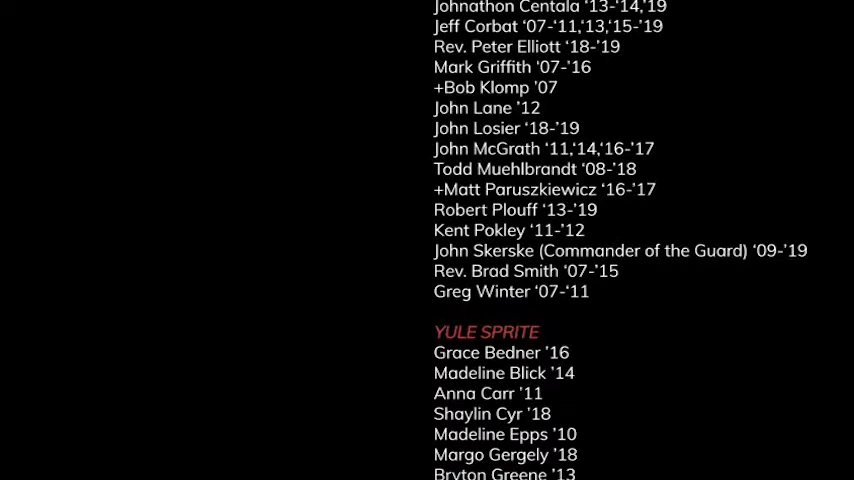 Johnathon Centala ‘13-‘14,’19
Jeff Corbat ‘07-‘11,‘13,‘15-’19
Rev. Peter Elliott ‘18-’19
Mark Griffith ‘07-’16
+Bob Klomp ’07
John Lane ’12
John Losier ‘18-’19
John McGrath ‘11,‘14,‘16-’17
Todd Muehlbrandt ‘08-’18
+Matt Paruszkiewicz ‘16-’17
Robert Plouff ‘13-’19
Kent Pokley ‘11-’12
John Skerske (Commander of the Guard) ‘09-’19
Rev. Brad Smith ‘07-’15
Greg Winter ‘07-‘11
YULE SPRITE
Grace Bedner ’16
Madeline Blick ’14
Anna Carr ’11
Shaylin Cyr ’18
Madeline Epps ’10
Margo Gergely ’18
Bryton Greene ’13